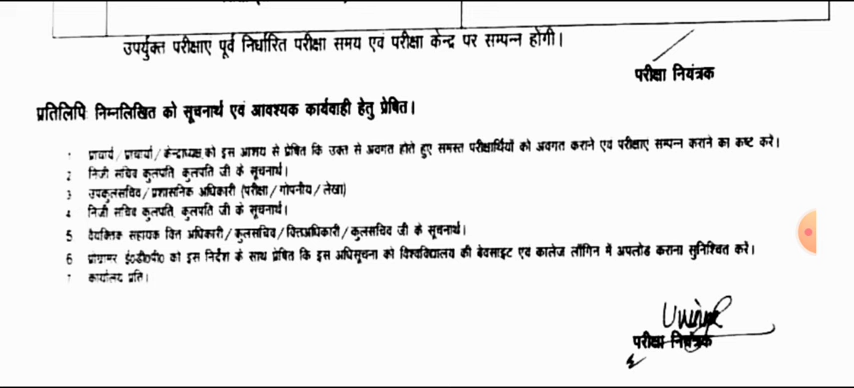 उपर्युक्त परीक्षाए पूर्व निर्धारित परीक्षा समय एवं परीक्षा केन्द्र पर सम्पन्न होगी।
परीक्षा नियंत्रक
प्रतिलिपि निम्नलिखित को सूचनार्थ एवं आवश्यक कार्यवाही हेतु प्रेषित।
1 प्राचार्य/प्राचार्या/केन्द्राध्यक्ष को इस आशय से प्रेषित कि उक्त से अवगत होते हुए समस्त परीक्षार्थियों को अवगत कराने एवं परीक्षाए सम्पन्न कराने का कष्ट करे।
2 निजी सचिव कुलपति, कुलपति जी के सूचनार्थ।
3 उपकुलसचिव/प्रशासनिक अधिकारी (परीक्षा/गोपनीय/लेखा)
4 निजी सचिव कुलपति, कुलपति जी के सूचनार्थ।
5 वैयक्तिक सहायक वित्त अधिकारी/कुलसचिव/वित्तअधिकारी/कुलसचिव जी के सूचनार्थ।
6 प्रोग्रामर ई०डी०पी० को इस निर्देश के साथ प्रेषित कि इस अधिसूचना को विश्वविद्यालय की बेवसाइट एवं कालेज लौगिन में अपलोड कराना सुनिश्चित करे।
7 कार्यालय प्रति।
परीक्षा नियंत्रक